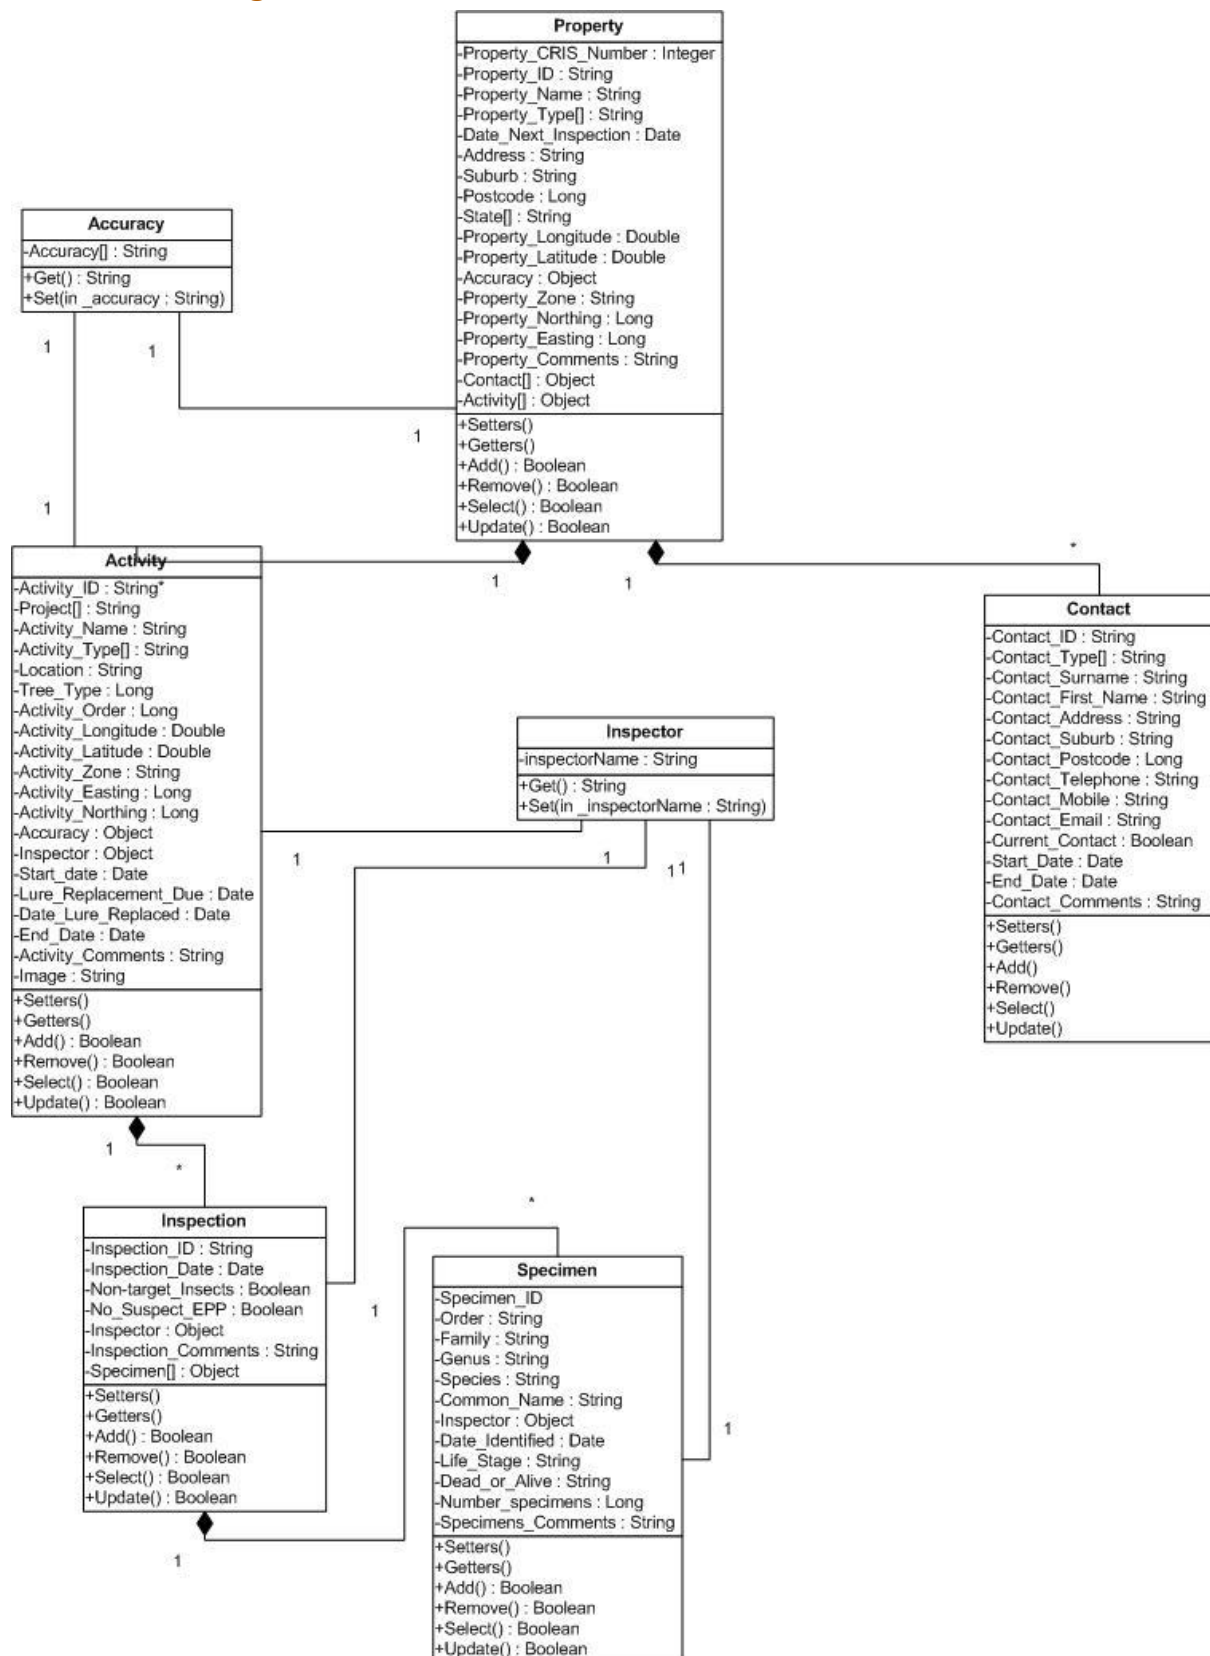 Property
-Property_CRIS_Number : Integer
-Property_ID : String
-Property_Name : String
-Property_Type[] : String
-Date_Next_Inspection : Date
-Address : String
-Suburb : String
-Postcode : Long
-State[] : String
-Property_Longitude : Double
-Property_Latitude : Double
-Accuracy : Object
-Property_Zone : String
-Property_Northing : Long
-Property_Easting : Long
-Property_Comments : String
-Contact[] : Object
-Activity[] : Object
+Setters()
+Getters()
+Add() : Boolean
+Remove() : Boolean
+Select() : Boolean
+Update() : Boolean
Accuracy
-Accuracy[] : String
+Get() : String
+Set(in _accuracy : String)
1
1
1
1
1
1
*
Activity
-Activity_ID : String*
-Project[] : String
-Activity_Name : String
-Activity_Type[] : String
-Location : String
-Tree_Type : Long
-Activity_Order : Long
-Activity_Longitude : Double
-Activity_Latitude : Double
-Activity_Zone : String
-Activity_Easting : Long
-Activity_Northing : Long
-Accuracy : Object
-Inspector : Object
-Start_date : Date
-Lure_Replacement_Due : Date
-Date_Lure_Replaced : Date
-End_Date : Date
-Activity_Comments : String
-Image : String
+Setters()
+Getters()
+Add() : Boolean
+Remove() : Boolean
+Select() : Boolean
+Update() : Boolean
Inspector
-inspectorName : String
+Get() : String
+Set(in _inspectorName : String)
1
1
1
1
Contact
-Contact_ID : String
-Contact_Type[] : String
-Contact_Surname : String
-Contact_First_Name : String
-Contact_Address : String
-Contact_Suburb : String
-Contact_Postcode : Long
-Contact_Telephone : String
-Contact_Mobile : String
-Contact_Email : String
-Current_Contact : Boolean
-Start_Date : Date
-End_Date : Date
-Contact_Comments : String
+Setters()
+Getters()
+Add()
+Remove()
+Select()
+Update()
1
*
Inspection
-Inspection_ID : String
-Inspection_Date : Date
-Non-target_Insects : Boolean
-No_Suspect_EPP : Boolean
-Inspector : Object
-Inspection_Comments : String
-Specimen[] : Object
+Setters()
+Getters()
+Add() : Boolean
+Remove() : Boolean
+Select() : Boolean
+Update() : Boolean
1
1
*
Specimen
-Specimen_ID
-Order : String
-Family : String
-Genus : String
-Species : String
-Common_Name : String
-Inspector : Object
-Date_Identified : Date
-Life_Stage : String
-Dead_or_Alive : String
-Number_specimens : Long
-Specimens_Comments : String
+Setters()
+Getters()
+Add() : Boolean
+Remove() : Boolean
+Select() : Boolean
+Update() : Boolean
1